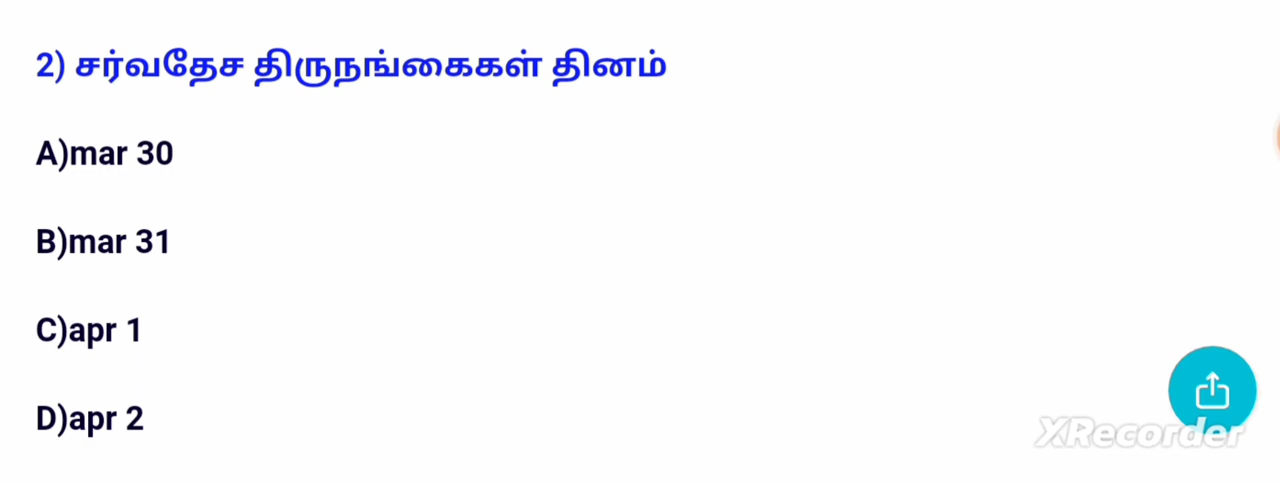 2) சர்வதேச திருநங்கைகள் தினம்
A)mar 30
B)mar 31
C)apr 1
D)apr 2
XRecorder